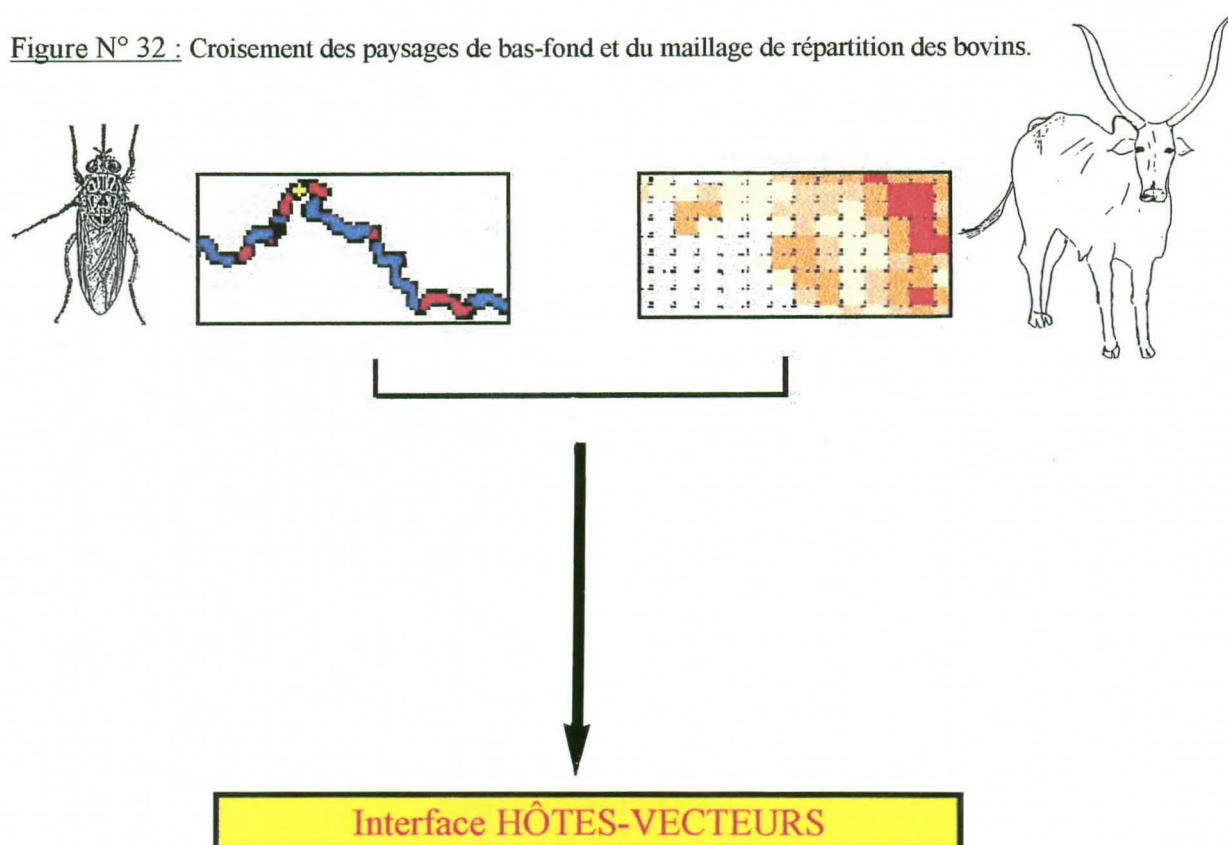 Figure N° 32 : Croisement des paysages de bas-fond et du maillage de répartition des bovins.
Interface HÔTES-VECTEURS